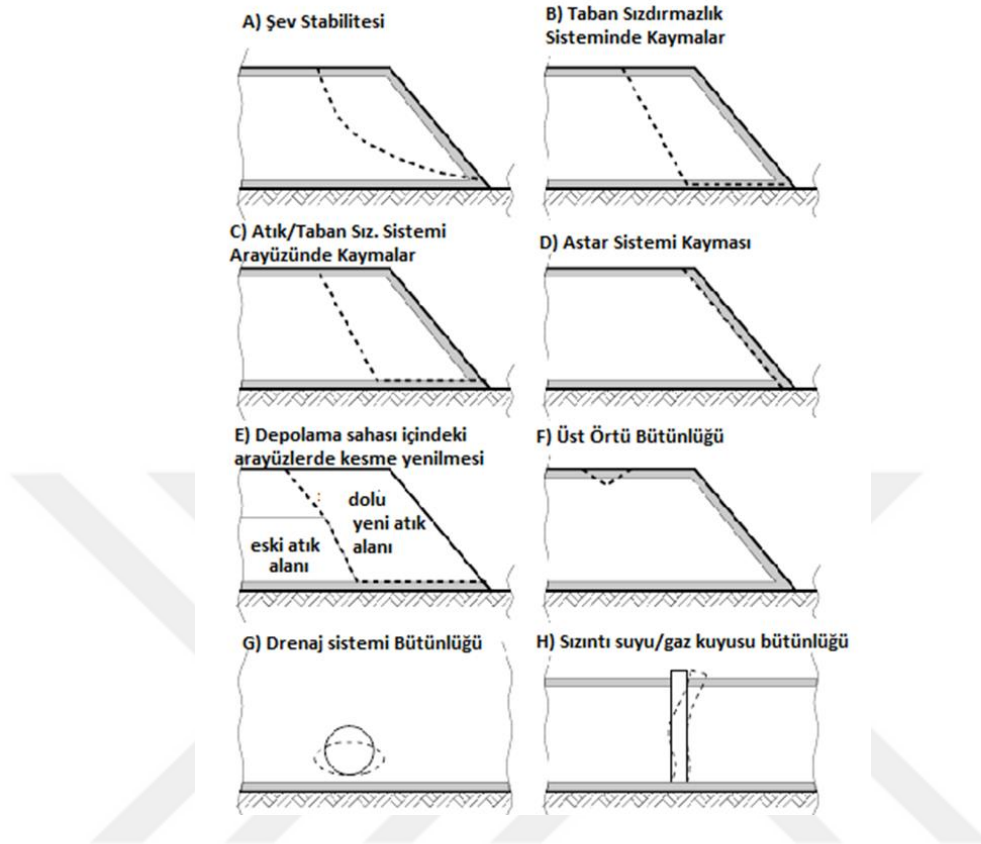 A) Şev Stabilitesi
B) Taban Sızdırmazlık
Sisteminde Kaymalar
C) Atık/Taban Sız. Sistemi
Arayüzünde Kaymalar
D) Astar Sistemi Kayması
E) Depolama sahası içindeki
arayüzlerde kesme yenilmesi
dolu
yeni atık
alanı
eski atık
alanı
F) Üst Örtü Bütünlüğü
G) Drenaj sistemi Bütünlüğü
H) Sızıntı suyu/gaz kuyusu bütünlüğü